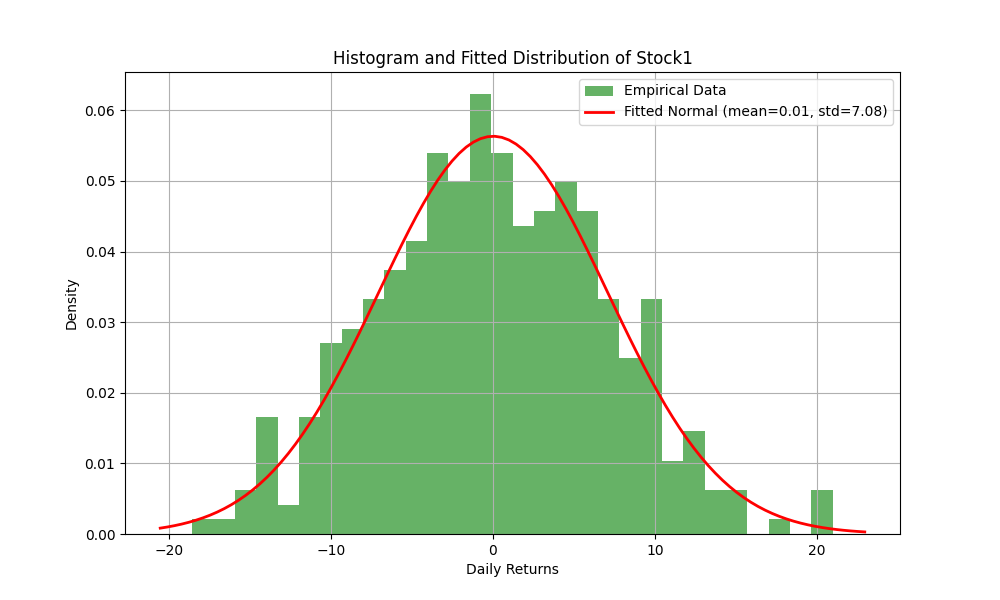 Histogram and Fitted Distribution of Stock1
Empirical Data
Fitted Normal (mean=0.01, std=7.08)
0.06
0.05
0.04
0.03
0.02
0.01
0.00
Density
−20
−10
0
10
20
Daily Returns